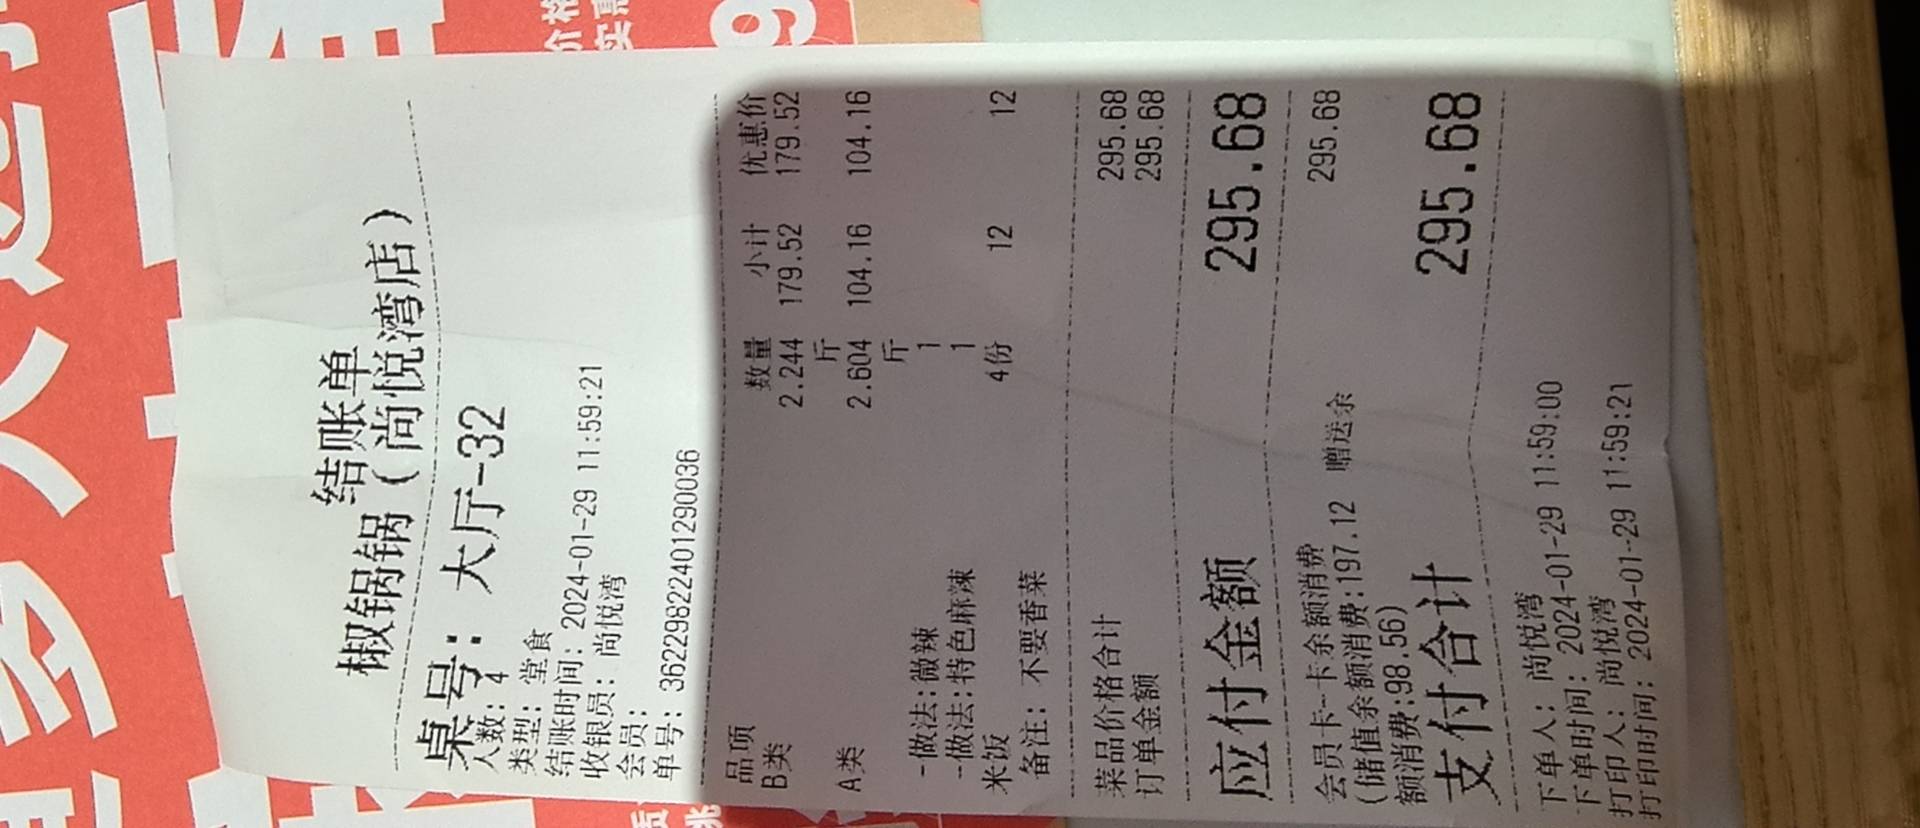 结账单
椒锅锅（尚悦湾店）
桌号：大厅-32
人数：4
类型：堂食
结账时间：2024-01-29 11:59:21
收银员：尚悦湾
会员：
单号：3622982240129​0036
品项 数量 小计 优惠价
B类 2.244 179.52 179.52
斤
A类 2.604 104.16 104.16
斤
-做法:微辣 1
-做法:特色麻辣 1
米饭 4份 12 12
备注：不要香菜
菜品价格合计 295.68
订单金额 295.68
应付金额 295.68
会员卡-卡余额消费 295.68
(储值余额消费:197.12 赠送余
额消费:98.56)
支付合计 295.68
下单人：尚悦湾
下单时间：2024-01-29 11:59:00
打印人：尚悦湾
打印时间：2024-01-29 11:59:21
价格
实惠
9